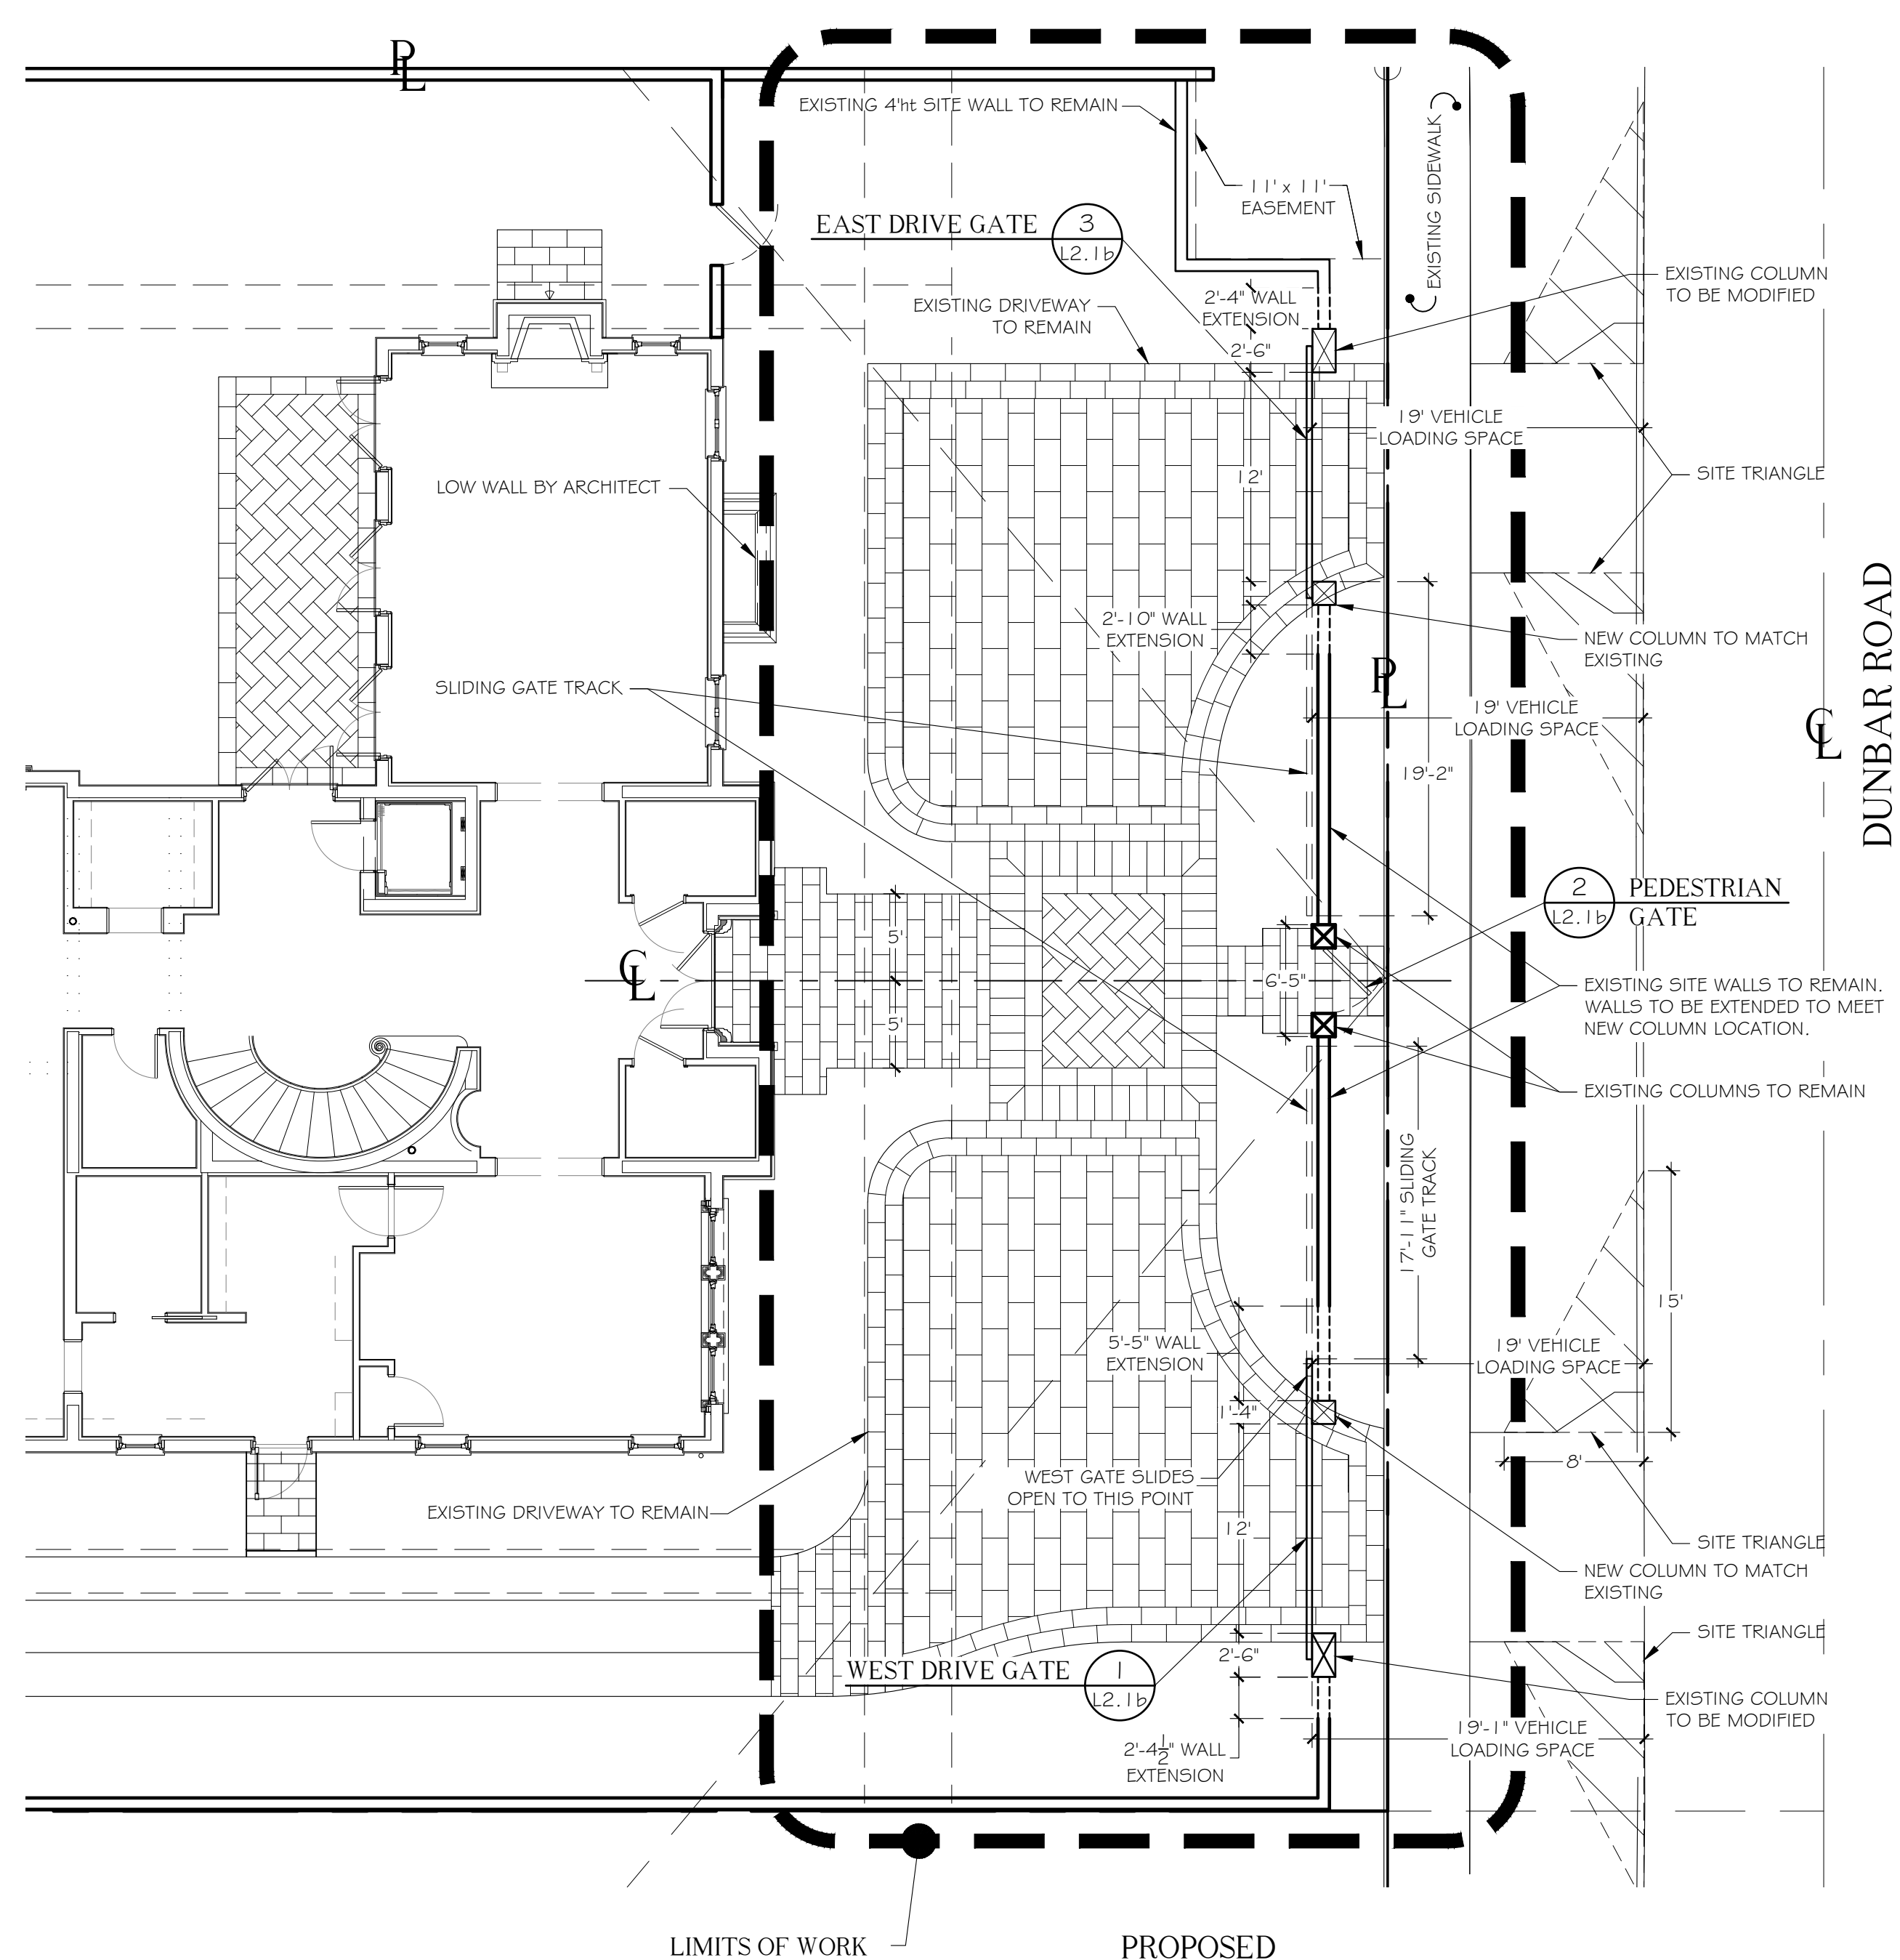 PL
EXISTING 4'ht SITE WALL TO REMAIN
EXISTING SIDEWALK
11' x 11'
EASEMENT
EAST DRIVE GATE
3
L2.1b
EXISTING COLUMN
TO BE MODIFIED
2'-4" WALL
EXTENSION
EXISTING DRIVEWAY
TO REMAIN
2'-6"
19' VEHICLE
LOADING SPACE
12'
SITE TRIANGLE
LOW WALL BY ARCHITECT
DUNBAR ROAD
2'-10" WALL
EXTENSION
NEW COLUMN TO MATCH
EXISTING
SLIDING GATE TRACK
PL
19' VEHICLE
LOADING SPACE
CL
19'-2"
2
L2.1b
PEDESTRIAN
GATE
5'
CL
6'-5"
5'
EXISTING SITE WALLS TO REMAIN.
WALLS TO BE EXTENDED TO MEET
NEW COLUMN LOCATION.
EXISTING COLUMNS TO REMAIN
17'-11" SLIDING
GATE TRACK
15'
5'-5" WALL
EXTENSION
19' VEHICLE
LOADING SPACE
1'-4"
8'
WEST GATE SLIDES
OPEN TO THIS POINT
EXISTING DRIVEWAY TO REMAIN
12'
SITE TRIANGLE
NEW COLUMN TO MATCH
EXISTING
SITE TRIANGLE
2'-6"
WEST DRIVE GATE
1
L2.1b
EXISTING COLUMN
TO BE MODIFIED
19'-1" VEHICLE
LOADING SPACE
2'-4½" WALL
EXTENSION
LIMITS OF WORK
PROPOSED